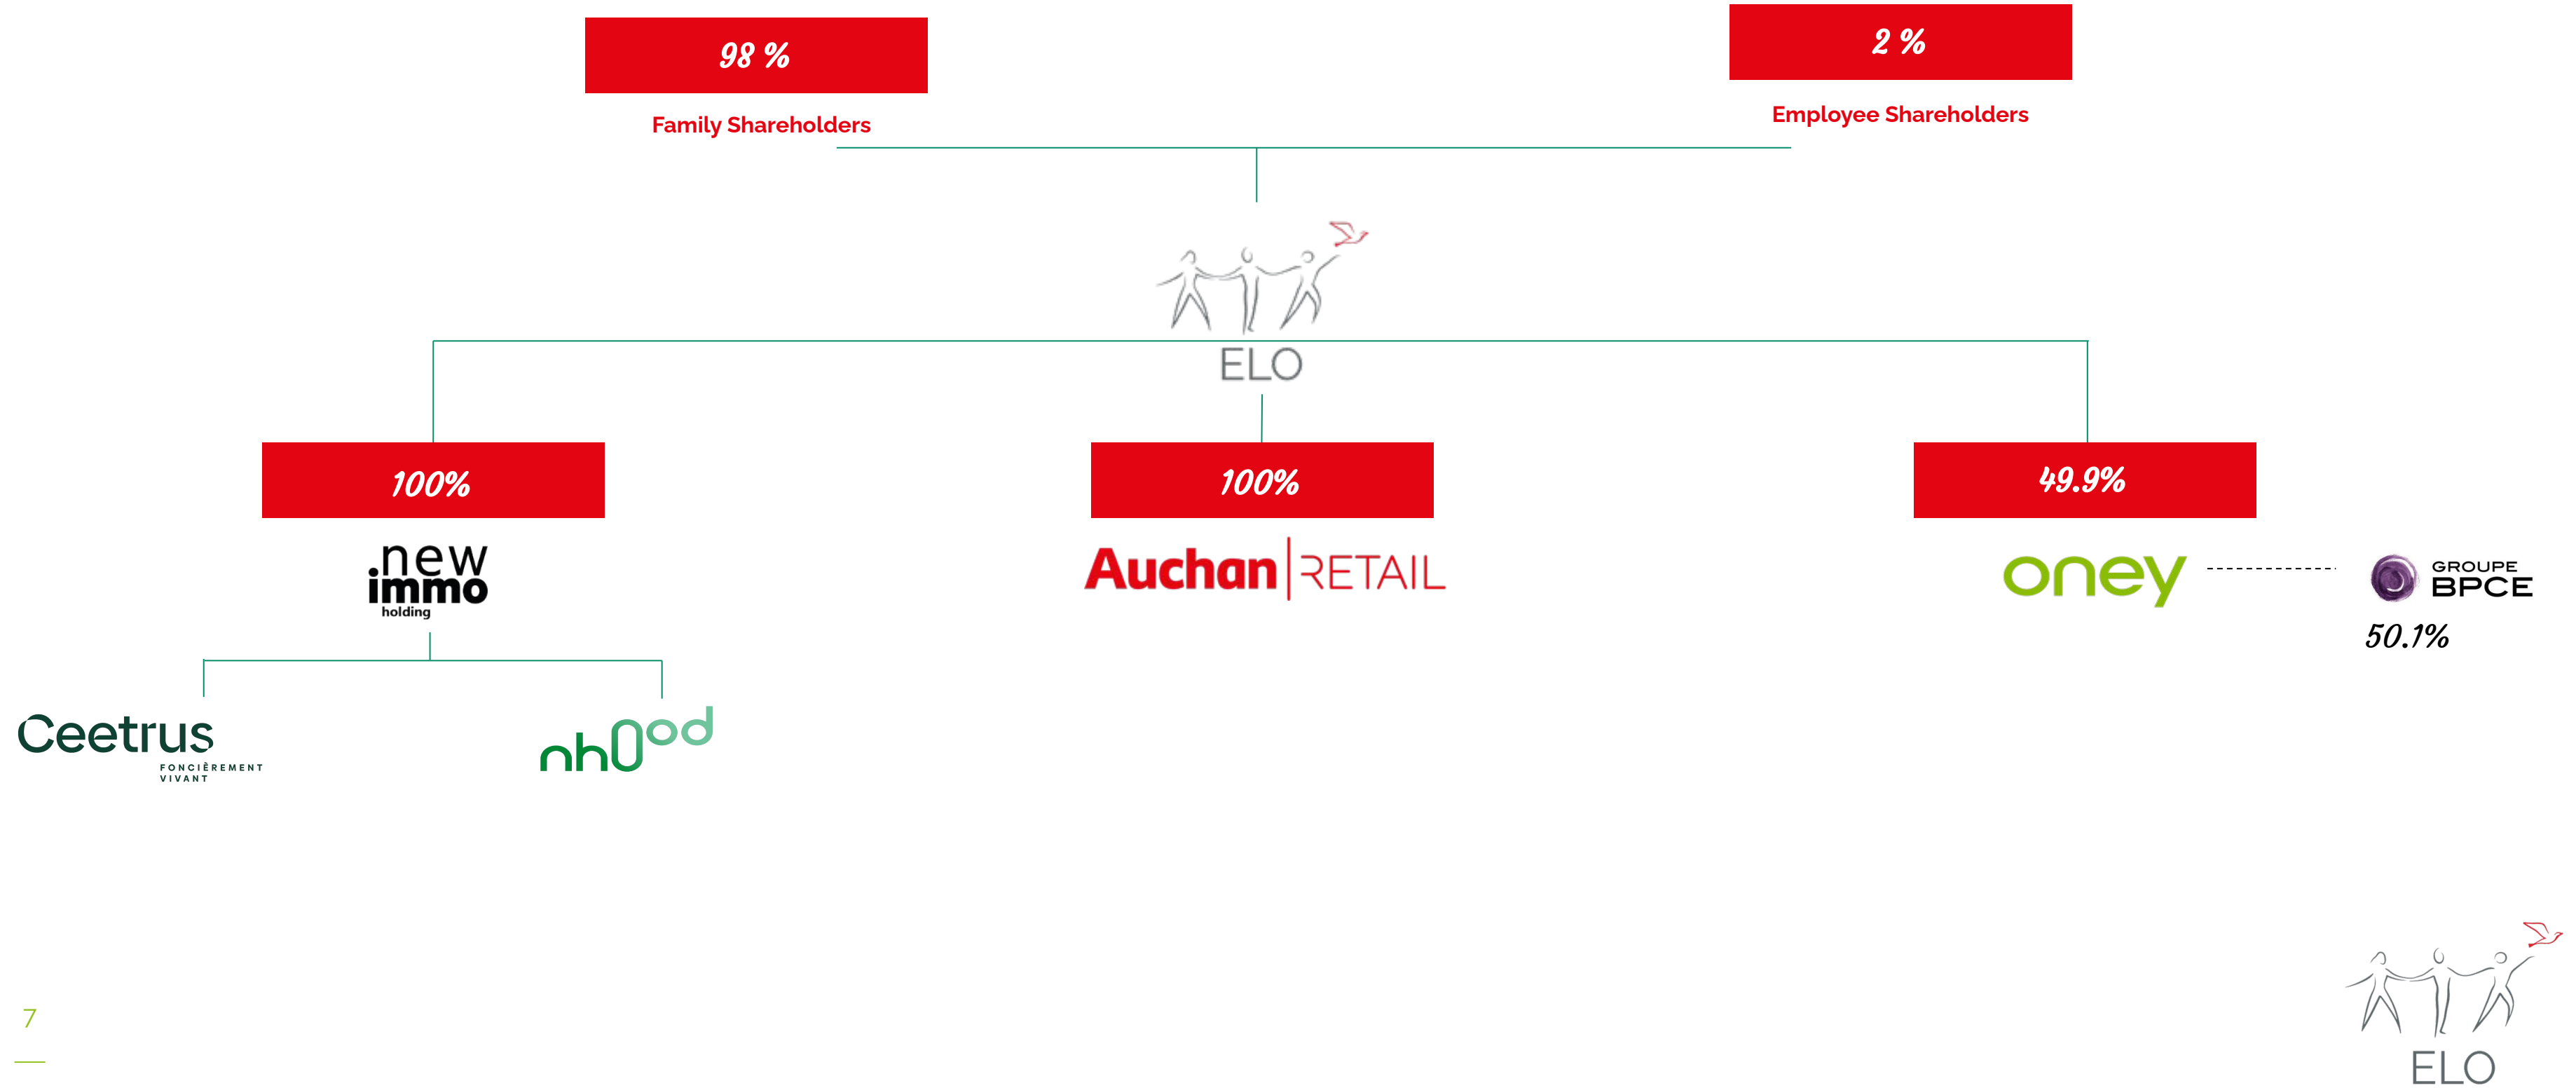 98 %
2 %
Family Shareholders
Employee Shareholders
ELO
100%
100%
49.9%
new
immo
holding
Auchan RETAIL
oney
GROUPE
BPCE
50.1%
Ceetrus
FONCIÈREMENT
VIVANT
nhood
7
ELO